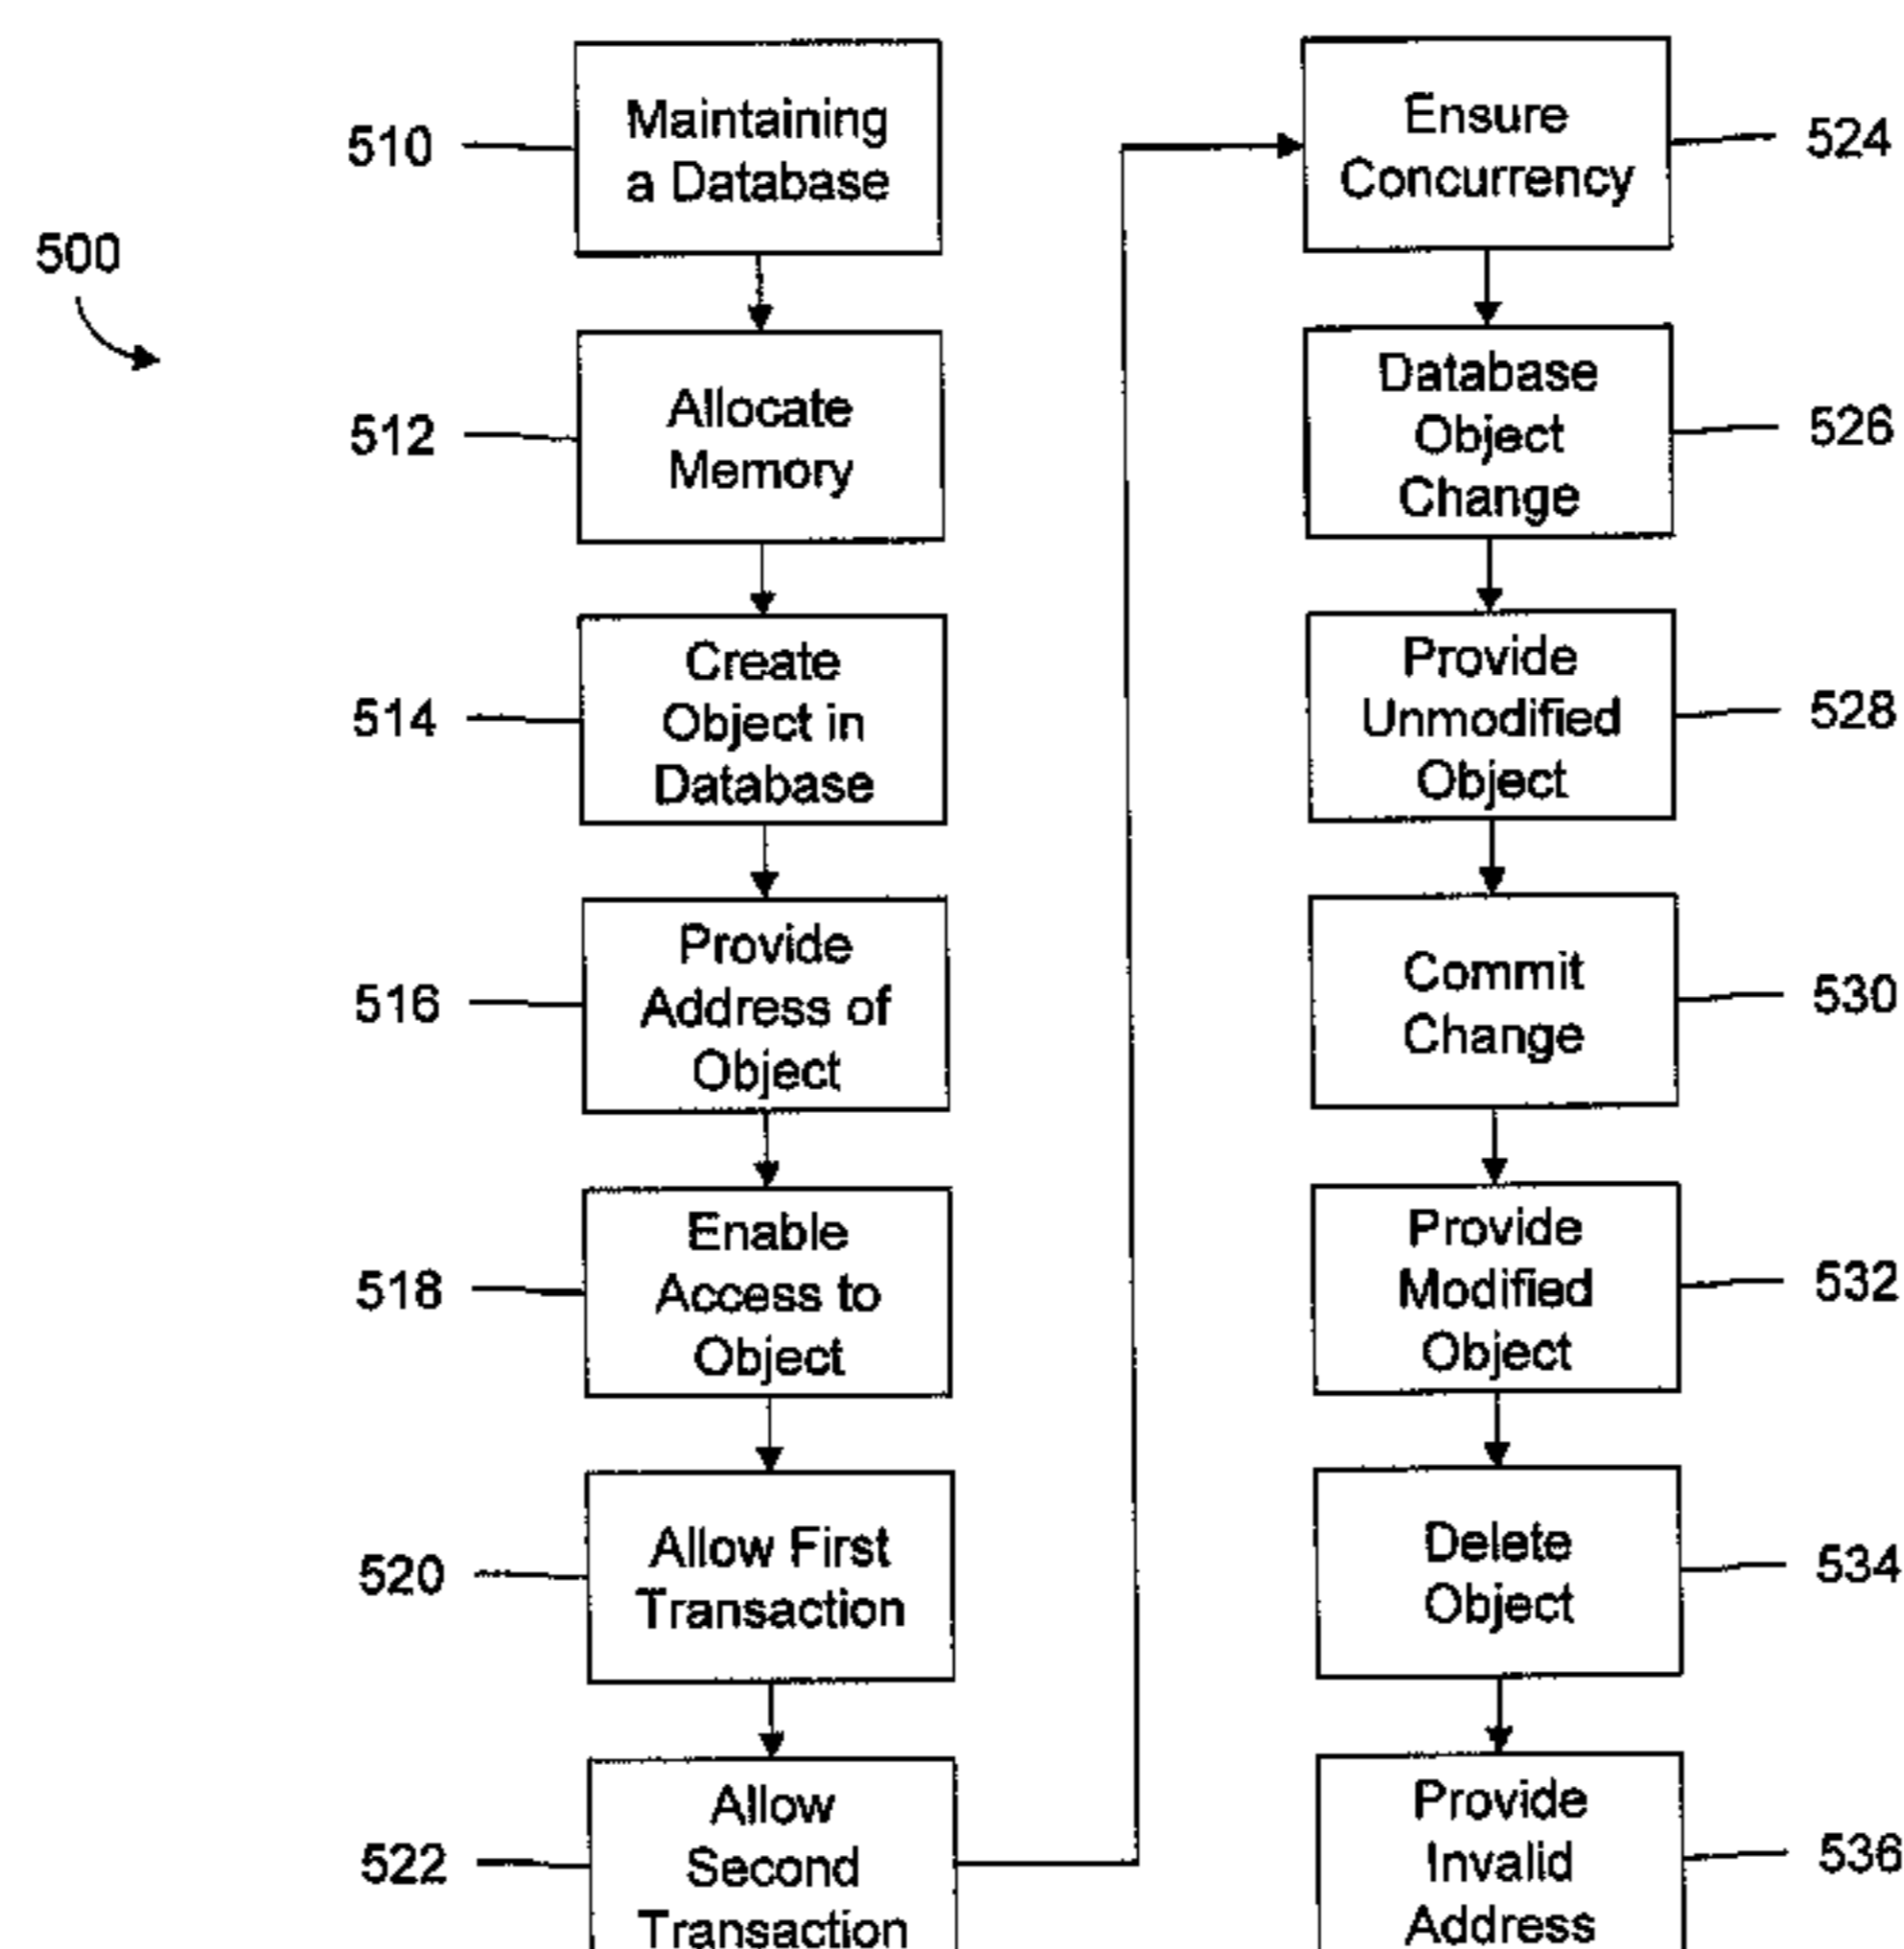 500
510
Maintaining
a Database
512
Allocate
Memory
514
Create
Object in
Database
516
Provide
Address of
Object
518
Enable
Access to
Object
520
Allow First
Transaction
522
Allow
Second
Transaction
Ensure
Concurrency
524
Database
Object
Change
526
Provide
Unmodified
Object
528
Commit
Change
530
Provide
Modified
Object
532
Delete
Object
534
Provide
Invalid
Address
536